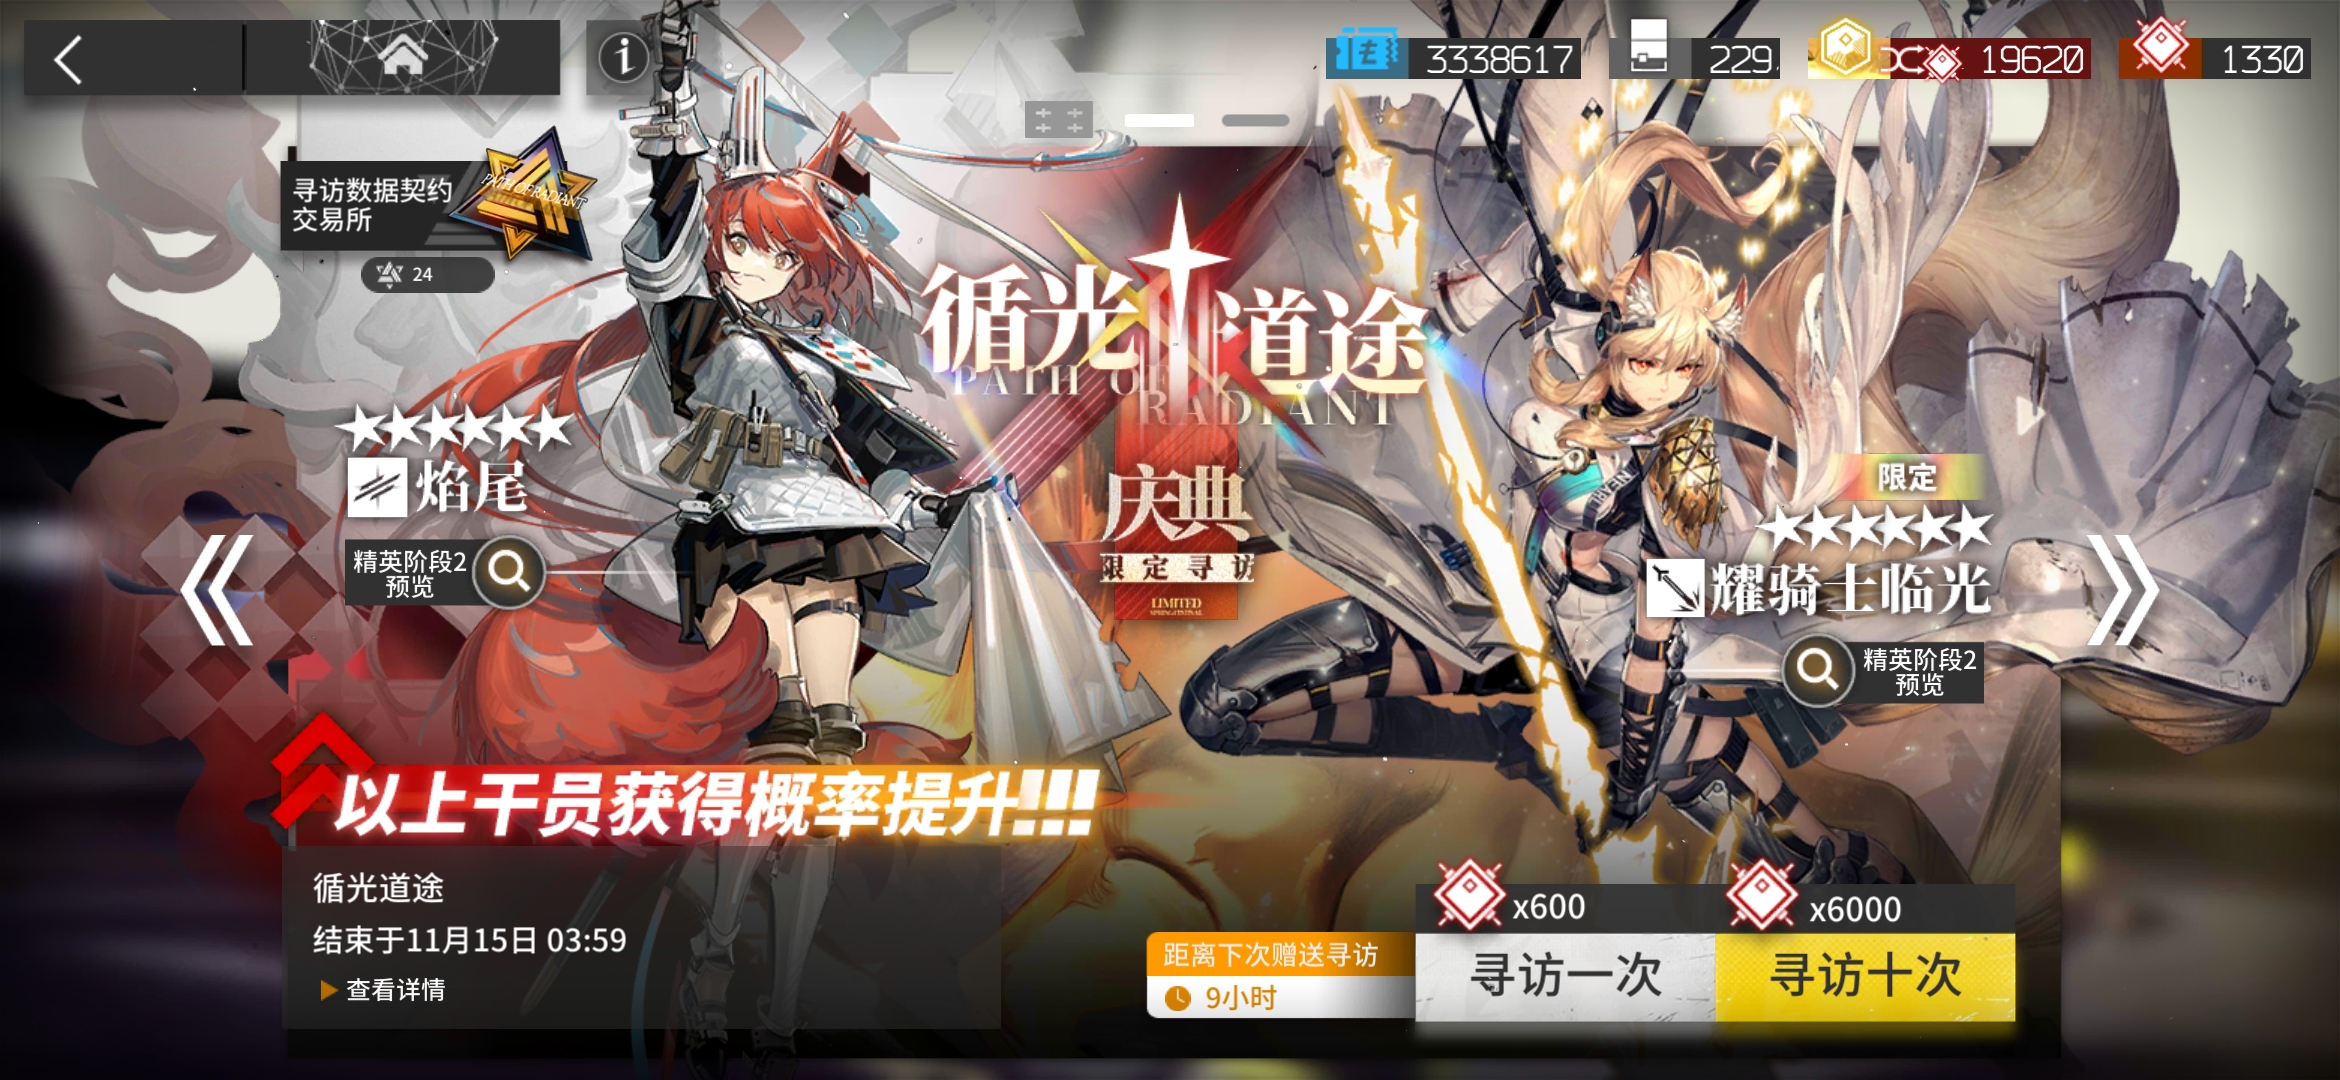 3338617
229
19620
1330
寻访数据契约
交易所
PATH OF RADIANT
24
循光道途
PATH OF
RADIANT
庆典
限定寻访
LIMITED
★★★★★★
焰尾
精英阶段2
预览
限定
★★★★★★
耀骑士临光
精英阶段2
预览
以上干员获得概率提升!!!
循光道途
结束于11月15日 03:59
查看详情
距离下次赠送寻访
9小时
x600
寻访一次
x6000
寻访十次